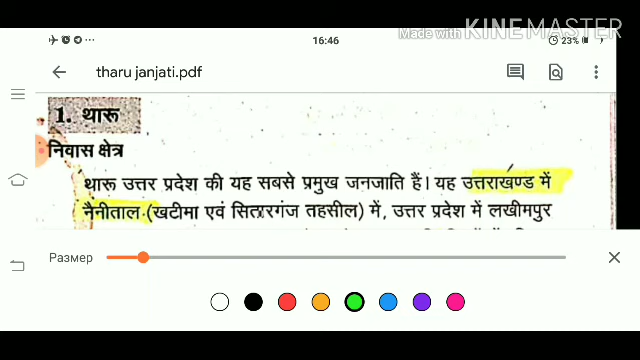 Made with KINEMASTER
16:46
23%
tharu janjati.pdf
1. थारू
निवास क्षेत्र
थारू उत्तर प्रदेश की यह सबसे प्रमुख जनजाति हैं। यह उत्तराखण्ड में
नैनीताल (खटीमा एवं सितारगंज तहसील) में, उत्तर प्रदेश में लखीमपुर
Размер